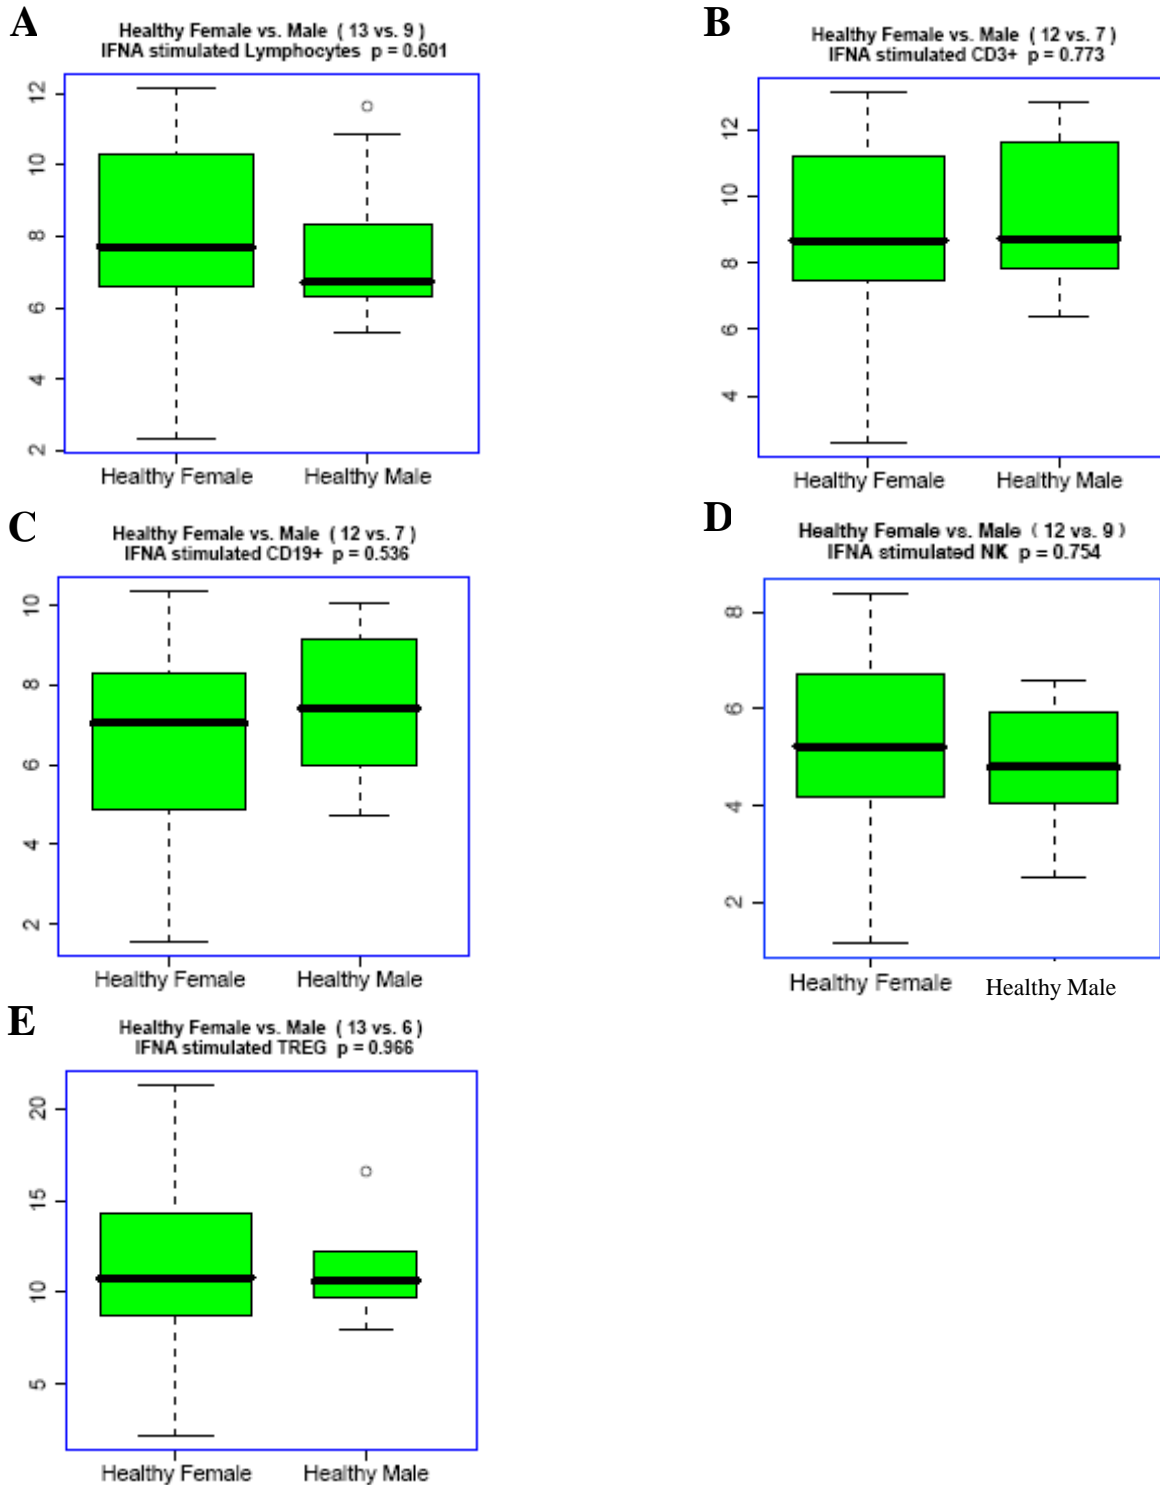 A
Healthy Female vs. Male ( 13 vs. 9 )
IFNA stimulated Lymphocytes p = 0.601
12
10
8
6
4
2
Healthy Female Healthy Male
B
Healthy Female vs. Male ( 12 vs. 7 )
IFNA stimulated CD3+ p = 0.773
12
10
8
6
4
Healthy Female Healthy Male
C
Healthy Female vs. Male ( 12 vs. 7 )
IFNA stimulated CD19+ p = 0.536
10
8
6
4
2
Healthy Female Healthy Male
D
Healthy Female vs. Male ( 12 vs. 9 )
IFNA stimulated NK p = 0.754
8
6
4
2
Healthy Female Healthy Male
E
Healthy Female vs. Male ( 13 vs. 6 )
IFNA stimulated TREG p = 0.966
20
15
10
5
Healthy Female Healthy Male